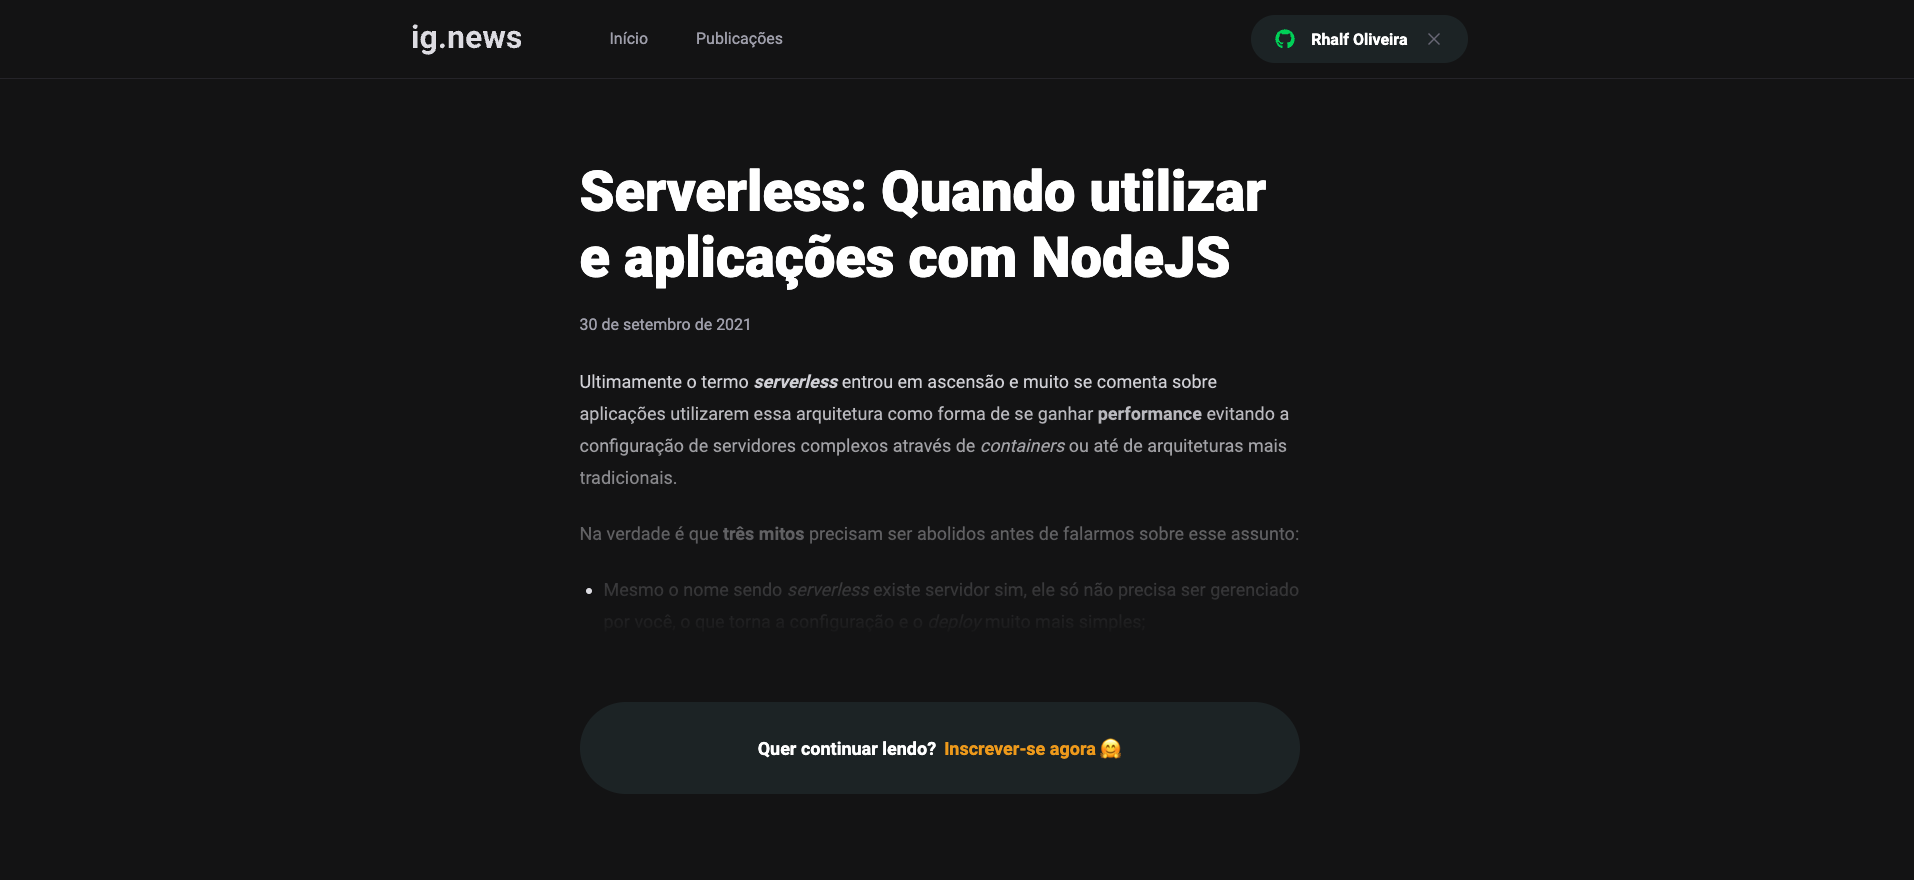 ig.news
Início
Publicações
Rhalf Oliveira
Serverless: Quando utilizar
e aplicações com NodeJS
30 de setembro de 2021
Ultimamente o termo serverless entrou em ascensão e muito se comenta sobre
aplicações utilizarem essa arquitetura como forma de se ganhar performance evitando a
configuração de servidores complexos através de containers ou até de arquiteturas mais
tradicionais.
Na verdade é que três mitos precisam ser abolidos antes de falarmos sobre esse assunto:
• Mesmo o nome sendo serverless existe servidor sim, ele só não precisa ser gerenciado
por você, o que torna a configuração e o deploy muito mais simples;
Quer continuar lendo? Inscrever-se agora 🤗